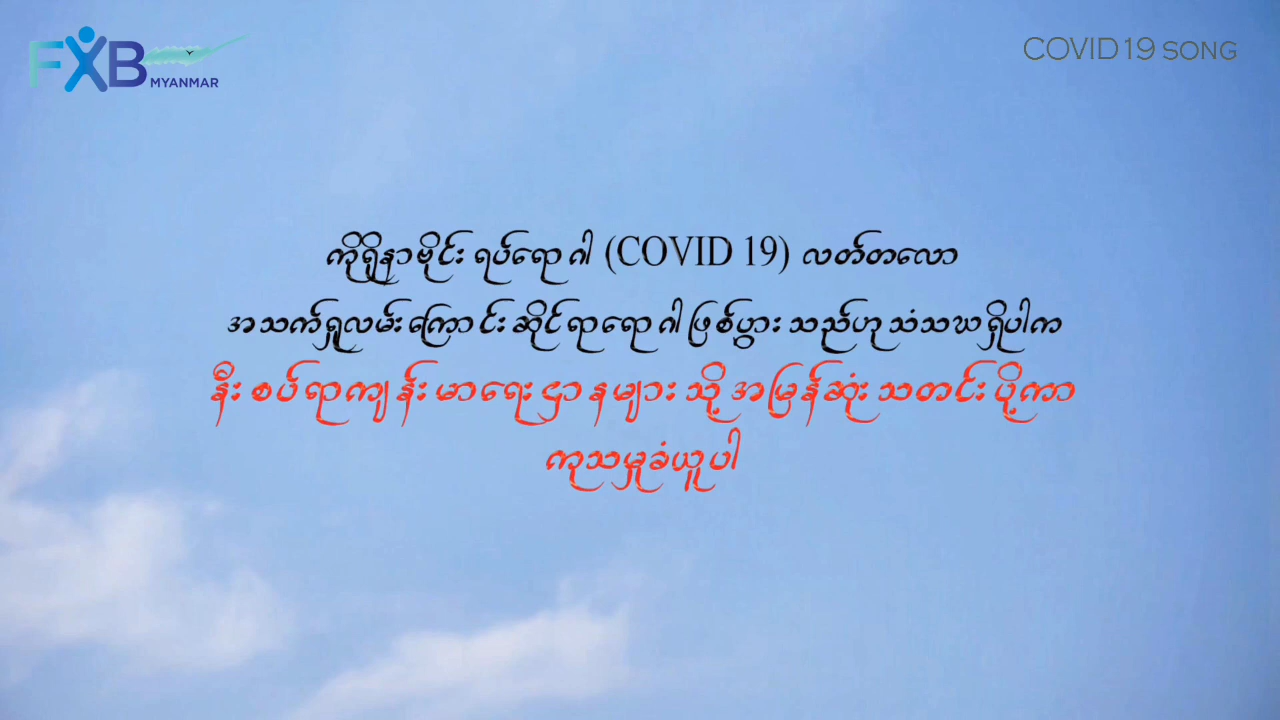 FXB
MYANMAR
COVID 19 SONG
ကိုရိုနာဗိုင်းရပ်ရောဂါ (COVID 19) လတ်တလော
အသက်ရှူလမ်းကြောင်းဆိုင်ရာရောဂါဖြစ်ပွားသည်ဟုသံသယရှိပါက
နီးစပ်ရာကျန်းမာရေးဌာနများသို့အမြန်ဆုံးသတင်းပို့ကာ
ကုသမှုခံယူပါ